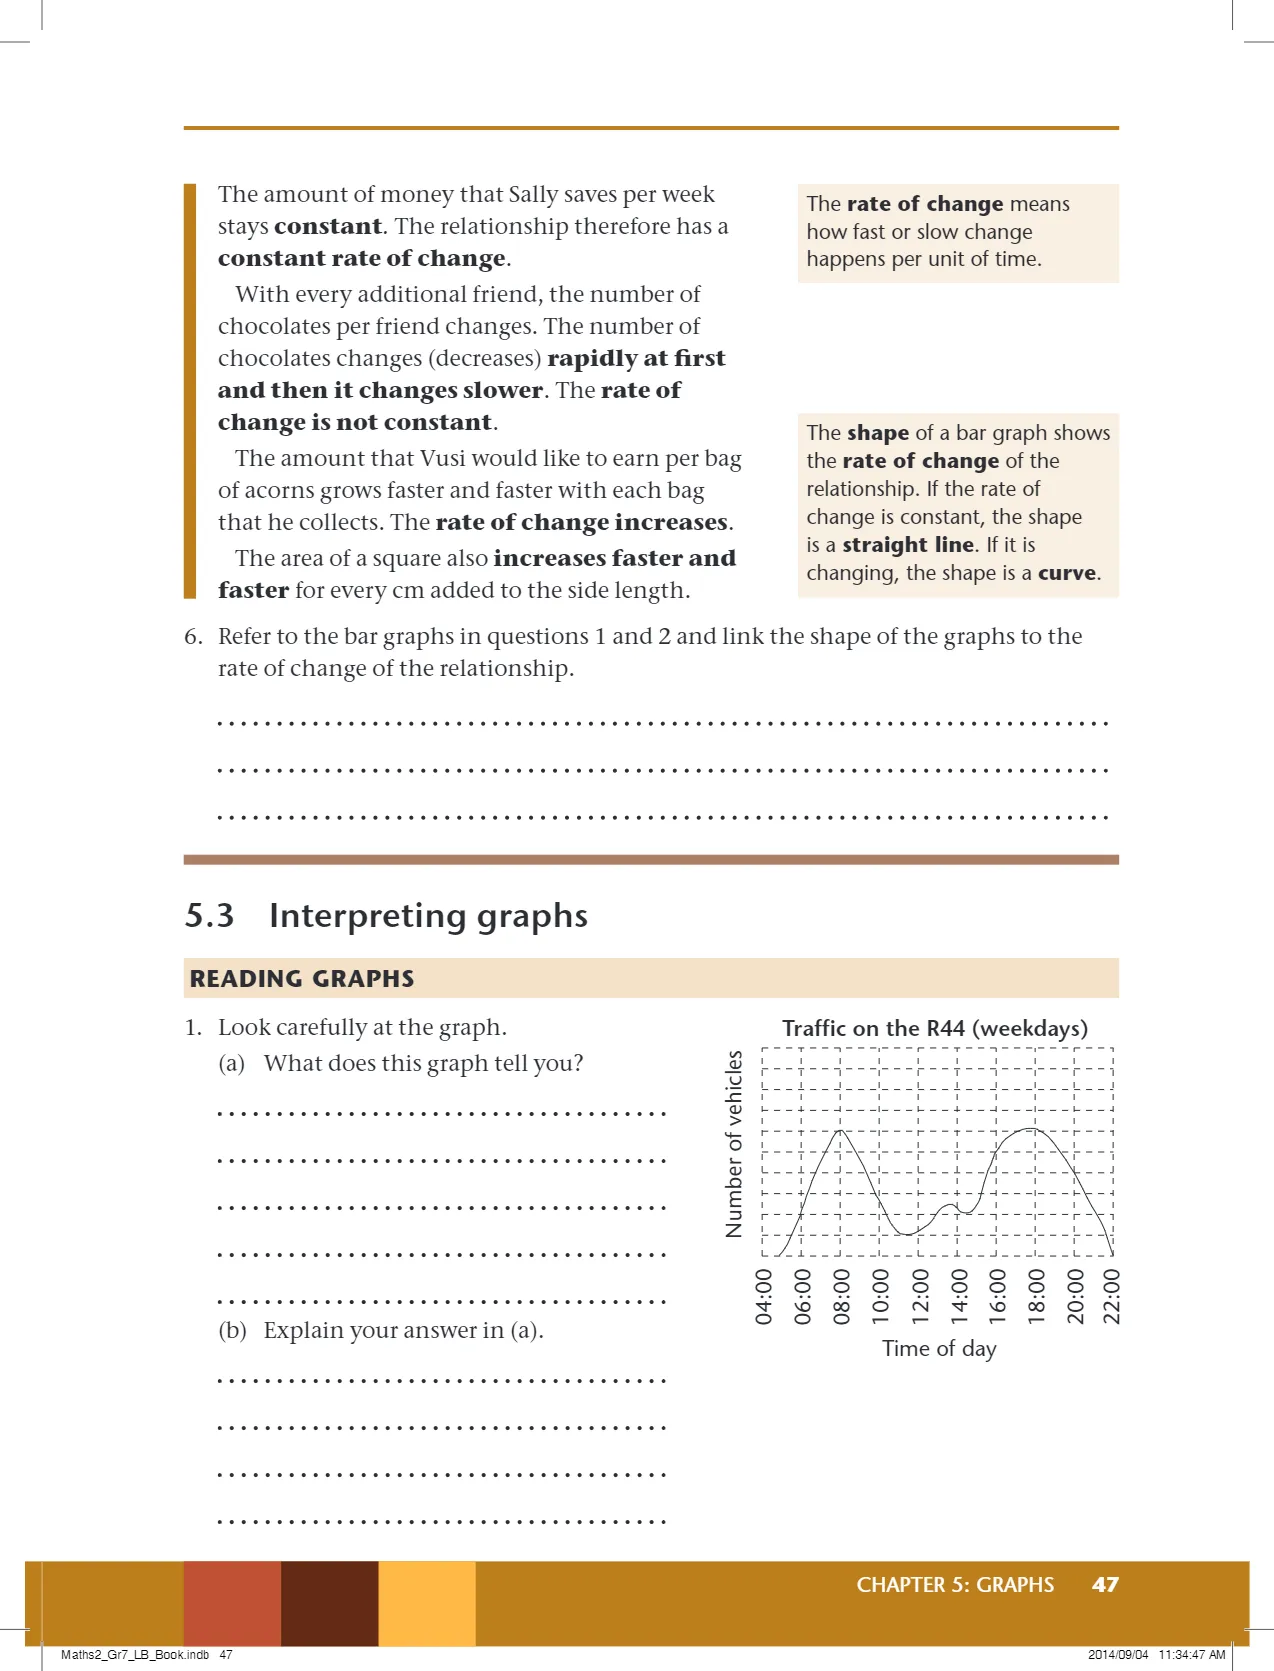 The amount of money that Sally saves per week
stays constant. The relationship therefore has a
constant rate of change.
With every additional friend, the number of
chocolates per friend changes. The number of
chocolates changes (decreases) rapidly at first
and then it changes slower. The rate of
change is not constant.
The amount that Vusi would like to earn per bag
of acorns grows faster and faster with each bag
that he collects. The rate of change increases.
The area of a square also increases faster and
faster for every cm added to the side length.
The rate of change means
how fast or slow change
happens per unit of time.
The shape of a bar graph shows
the rate of change of the
relationship. If the rate of
change is constant, the shape
is a straight line. If it is
changing, the shape is a curve.
6. Refer to the bar graphs in questions 1 and 2 and link the shape of the graphs to the
rate of change of the relationship.
5.3 Interpreting graphs
READING GRAPHS
1. Look carefully at the graph.
(a) What does this graph tell you?
(b) Explain your answer in (a).
Traffic on the R44 (weekdays)
Number of vehicles
04:00
06:00
08:00
10:00
12:00
14:00
16:00
18:00
20:00
22:00
Time of day
CHAPTER 5: GRAPHS 47
Maths2_Gr7_LB_Book.indb 47
2014/09/04 11:34:47 AM